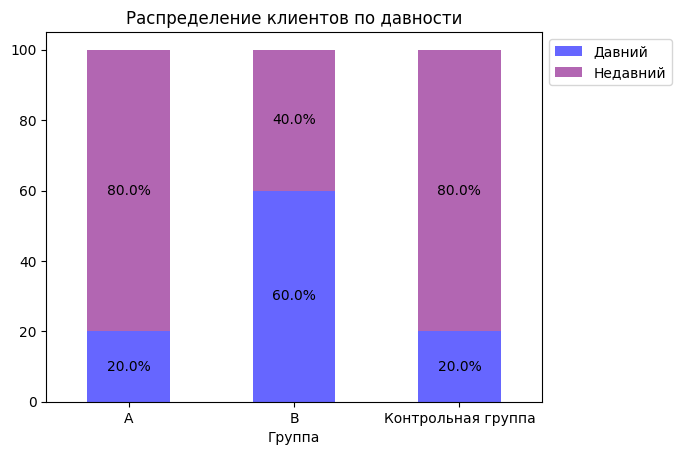 Распределение клиентов по давности
100
80
60
40
20
0
80.0%
20.0%
40.0%
60.0%
80.0%
20.0%
A
B
Контрольная группа
Группа
Давний
Недавний